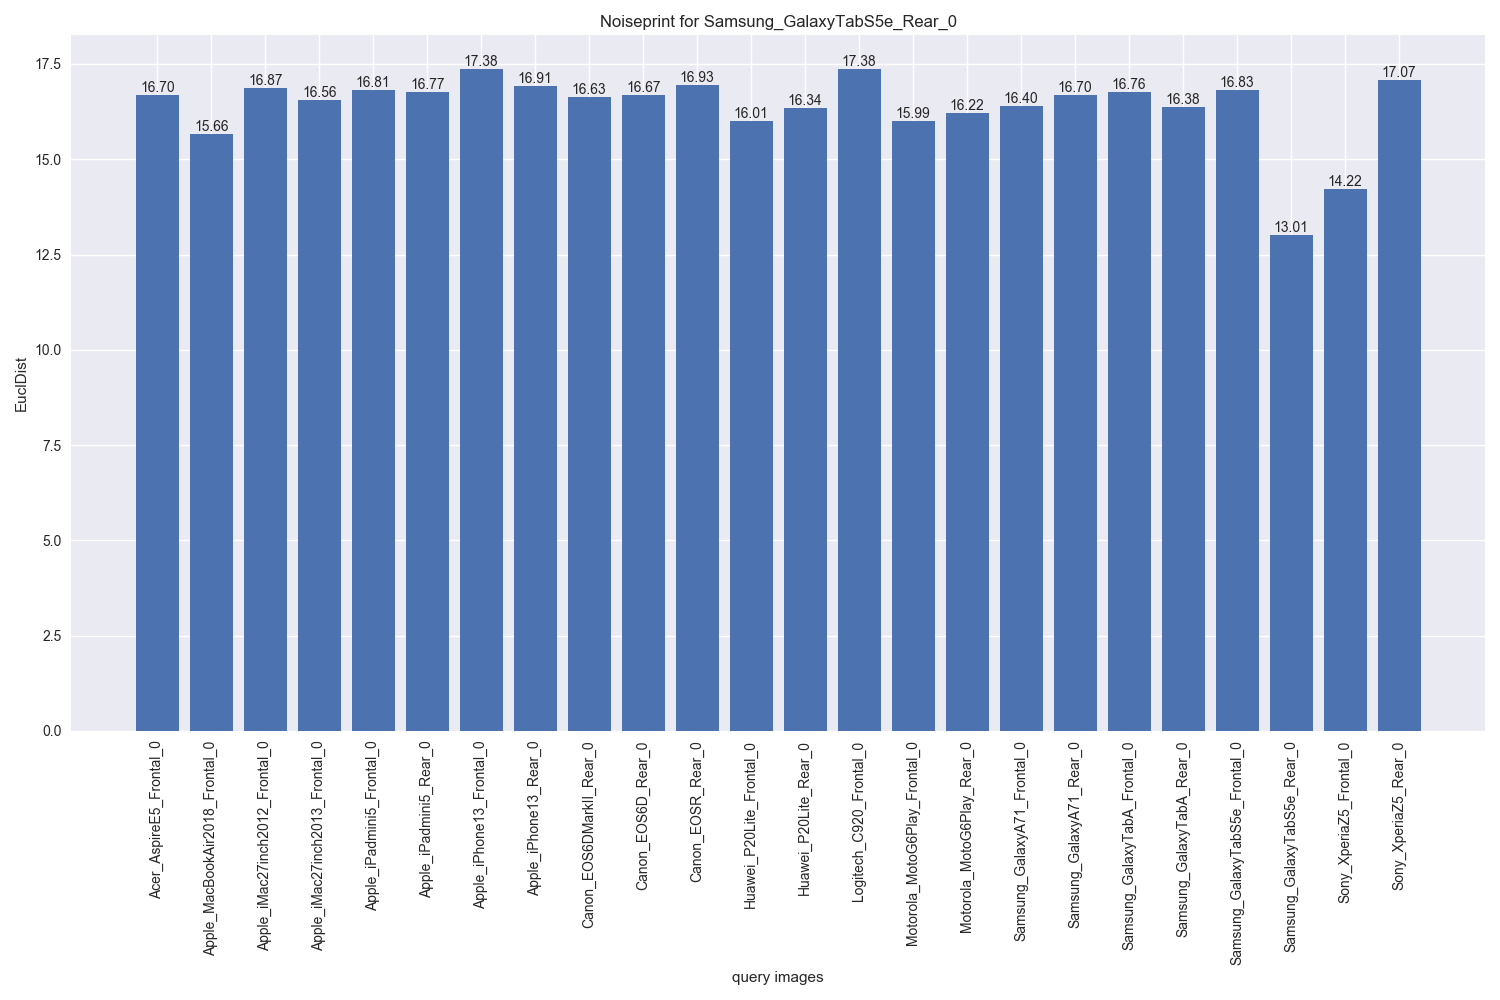 Noiseprint for Samsung_GalaxyTabS5e_Rear_0
EuclDist
17.5
15.0
12.5
10.0
7.5
5.0
2.5
0.0
16.70
15.66
16.87
16.56
16.81
16.77
17.38
16.91
16.63
16.67
16.93
16.01
16.34
17.38
15.99
16.22
16.40
16.70
16.76
16.38
16.83
13.01
14.22
17.07
Acer_AspireE5_Frontal_0
Apple_MacBookAir2018_Frontal_0
Apple_iMac27inch2012_Frontal_0
Apple_iMac27inch2013_Frontal_0
Apple_iPadmini5_Frontal_0
Apple_iPadmini5_Rear_0
Apple_iPhone13_Frontal_0
Apple_iPhone13_Rear_0
Canon_EOS6DMarkII_Rear_0
Canon_EOS6D_Rear_0
Canon_EOSR_Rear_0
Huawei_P20Lite_Frontal_0
Huawei_P20Lite_Rear_0
Logitech_C920_Frontal_0
Motorola_MotoG6Play_Frontal_0
Motorola_MotoG6Play_Rear_0
Samsung_GalaxyA71_Frontal_0
Samsung_GalaxyA71_Rear_0
Samsung_GalaxyTabA_Frontal_0
Samsung_GalaxyTabA_Rear_0
Samsung_GalaxyTabS5e_Frontal_0
Samsung_GalaxyTabS5e_Rear_0
Sony_XperiaZ5_Frontal_0
Sony_XperiaZ5_Rear_0
query images